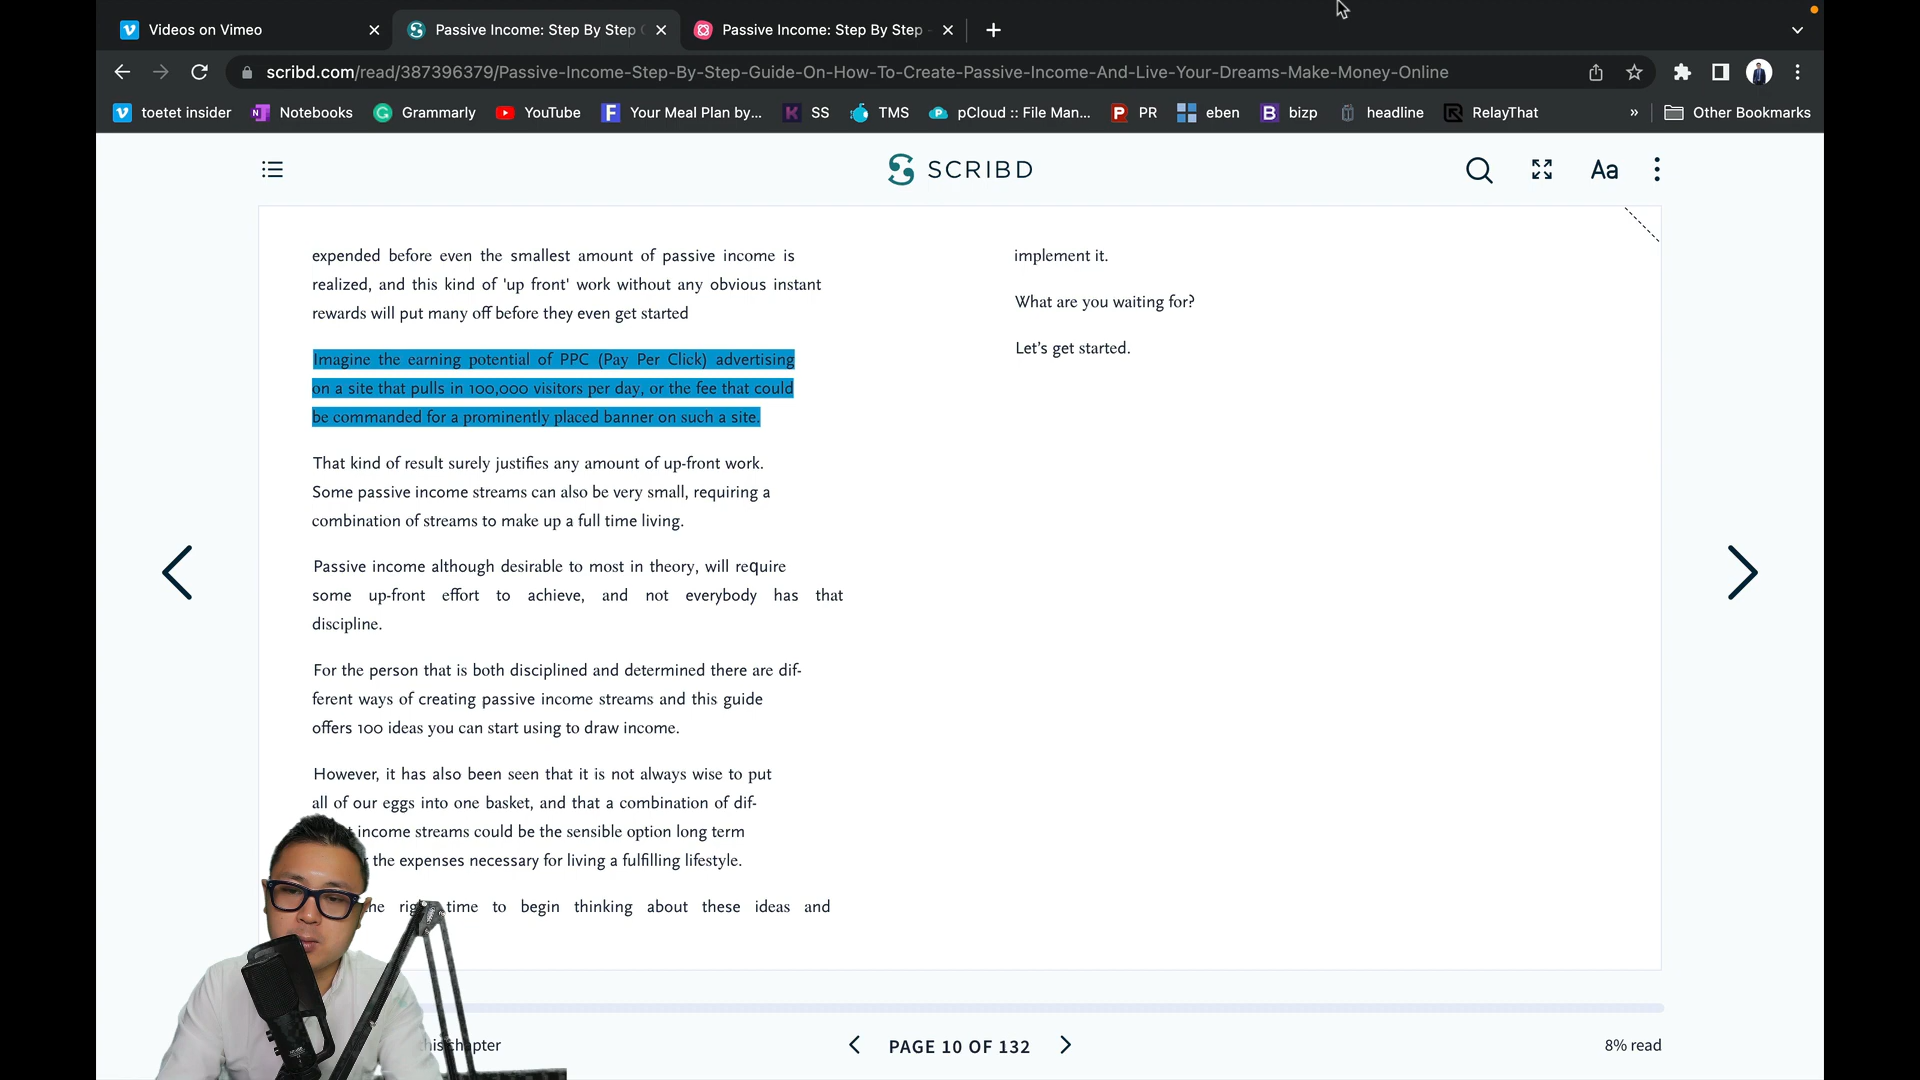 Videos on Vimeo
Passive Income: Step By Step
Passive Income: Step By Step
scribd.com/read/387396379/Passive-Income-Step-By-Step-Guide-On-How-To-Create-Passive-Income-And-Live-Your-Dreams-Make-Money-Online
toetet insider
Notebooks
Grammarly
YouTube
Your Meal Plan by...
SS
TMS
pCloud :: File Man...
PR
eben
bizp
headline
RelayThat
»
Other Bookmarks
SCRIBD
Aa
expended before even the smallest amount of passive income is
realized, and this kind of 'up front' work without any obvious instant
rewards will put many off before they even get started
Imagine the earning potential of PPC (Pay Per Click) advertising
on a site that pulls in 100,000 visitors per day, or the fee that could
be commanded for a prominently placed banner on such a site.
That kind of result surely justifies any amount of up-front work.
Some passive income streams can also be very small, requiring a
combination of streams to make up a full time living.
Passive income although desirable to most in theory, will require
some up-front effort to achieve, and not everybody has that
discipline.
For the person that is both disciplined and determined there are dif-
ferent ways of creating passive income streams and this guide
offers 100 ideas you can start using to draw income.
However, it has also been seen that it is not always wise to put
all of our eggs into one basket, and that a combination of dif-
income streams could be the sensible option long term
the expenses necessary for living a fulfilling lifestyle.
time to begin thinking about these ideas and
implement it.
What are you waiting for?
Let's get started.
chapter
PAGE 10 OF 132
8% read